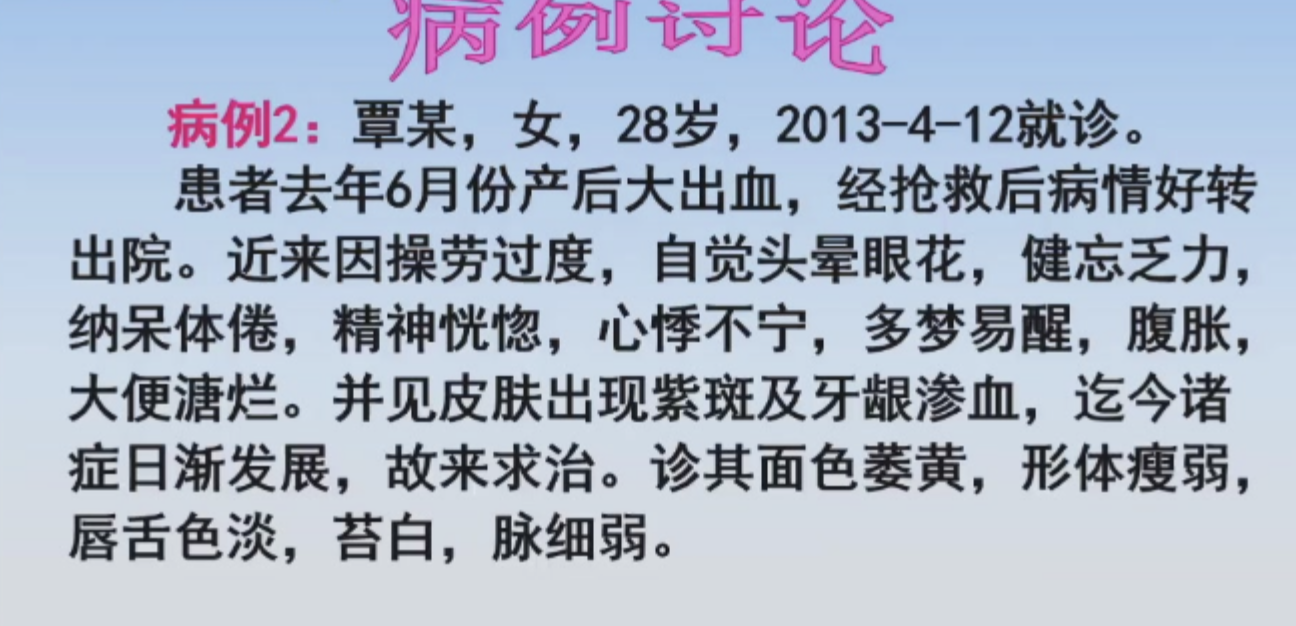 病例讨论
病例2：覃某，女，28岁，2013-4-12就诊。
患者去年6月份产后大出血，经抢救后病情好转
出院。近来因操劳过度，自觉头晕眼花，健忘乏力，
纳呆体倦，精神恍惚，心悸不宁，多梦易醒，腹胀，
大便溏烂。并见皮肤出现紫斑及牙龈渗血，迄今诸
症日渐发展，故来求治。诊其面色萎黄，形体瘦弱，
唇舌色淡，苔白，脉细弱。